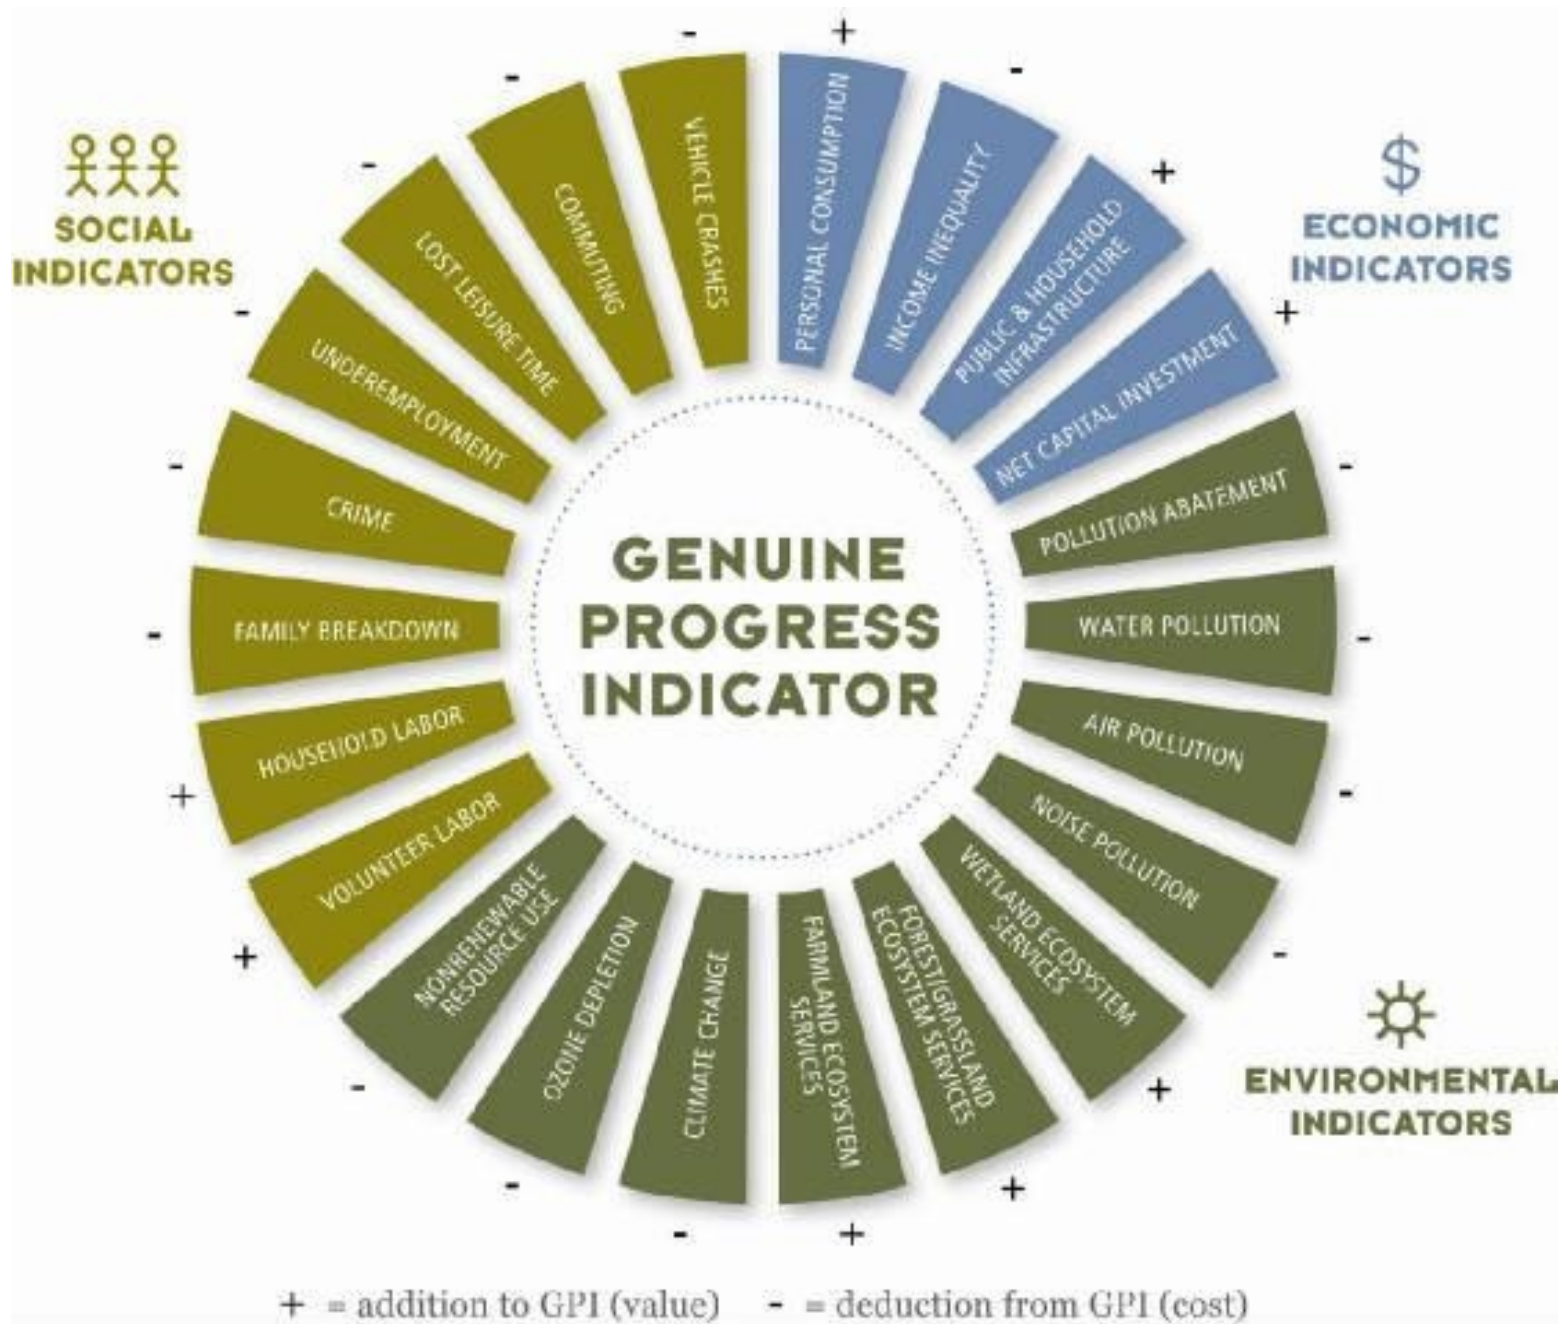 SOCIAL
INDICATORS
$
ECONOMIC
INDICATORS
ENVIRONMENTAL
INDICATORS
GENUINE
PROGRESS
INDICATOR
+
PERSONAL CONSUMPTION
-
INCOME INEQUALITY
+
PUBLIC & HOUSEHOLD
INFRASTRUCTURE
+
NET CAPITAL INVESTMENT
-
POLLUTION ABATEMENT
-
WATER POLLUTION
-
AIR POLLUTION
-
NOISE POLLUTION
+
WETLAND ECOSYSTEM
SERVICES
+
FOREST/GRASSLAND
ECOSYSTEM SERVICES
+
FARMLAND ECOSYSTEM
SERVICES
-
CLIMATE CHANGE
-
OZONE DEPLETION
-
NONRENEWABLE
RESOURCE USE
+
VOLUNTEER LABOR
+
HOUSEHOLD LABOR
-
FAMILY BREAKDOWN
-
CRIME
-
UNDEREMPLOYMENT
-
LOST LEISURE TIME
-
COMMUTING
-
VEHICLE CRASHES
+ = addition to GPI (value) - = deduction from GPI (cost)